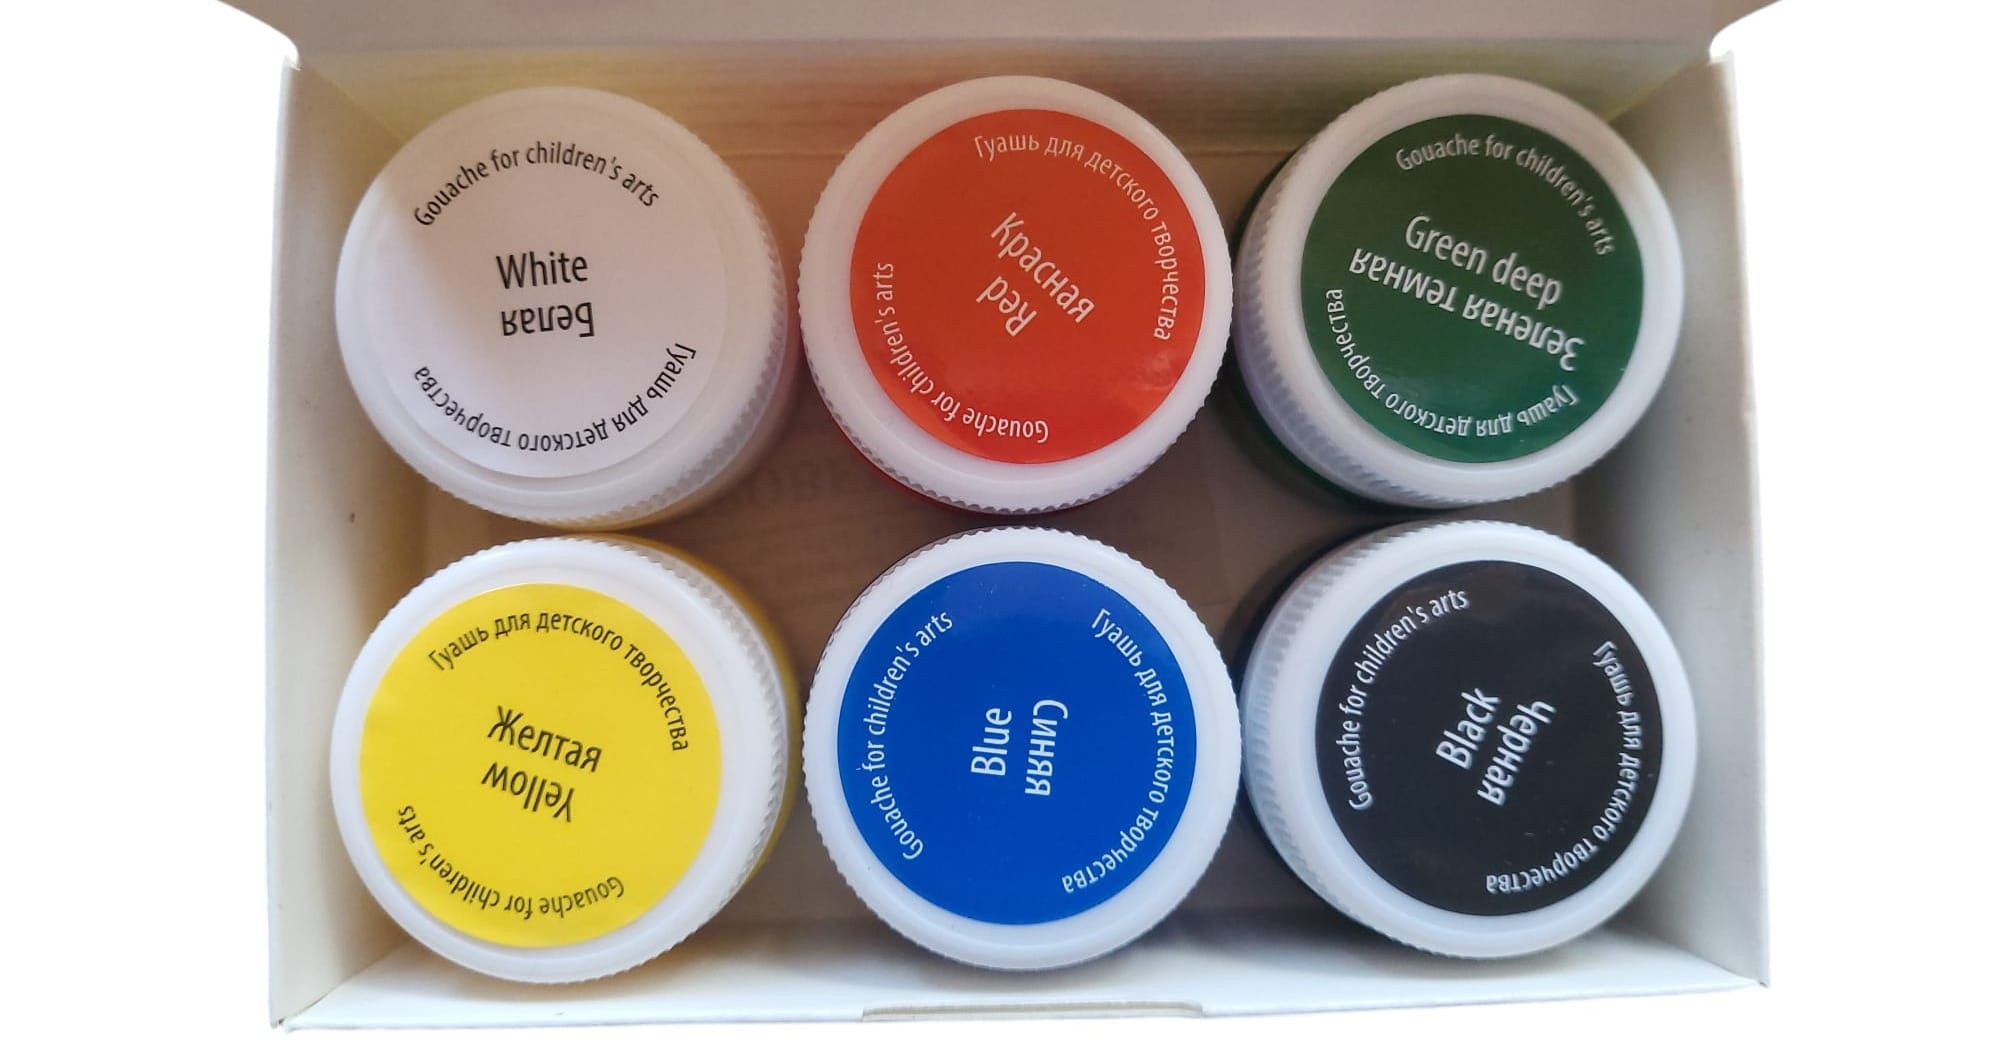 Gouache for children's arts
White
Белая
Гуашь для детского творчества
Гуашь для детского творчества
Красная
Red
Gouache for children's arts
Gouache for children's arts
Green deep
Зеленая темная
Гуашь для детского творчества
Гуашь для детского творчества
Желтая
Yellow
Gouache for children's arts
Gouache for children's arts
Blue
Синяя
Гуашь для детского творчества
Gouache for children's arts
Black
Черная
Гуашь для детского творчества